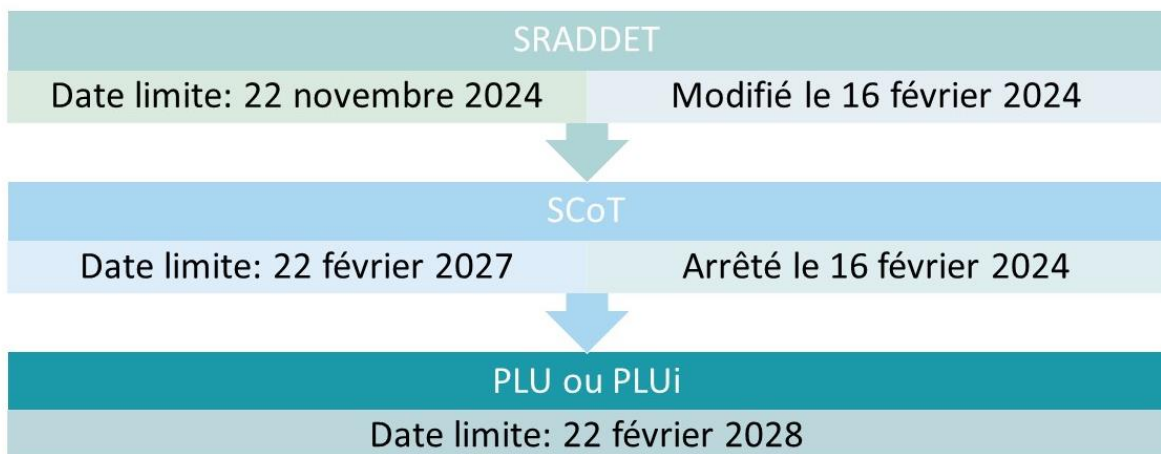 SRADDET
Date limite: 22 novembre 2024
Modifié le 16 février 2024
SCoT
Date limite: 22 février 2027
Arrêté le 16 février 2024
PLU ou PLUi
Date limite: 22 février 2028